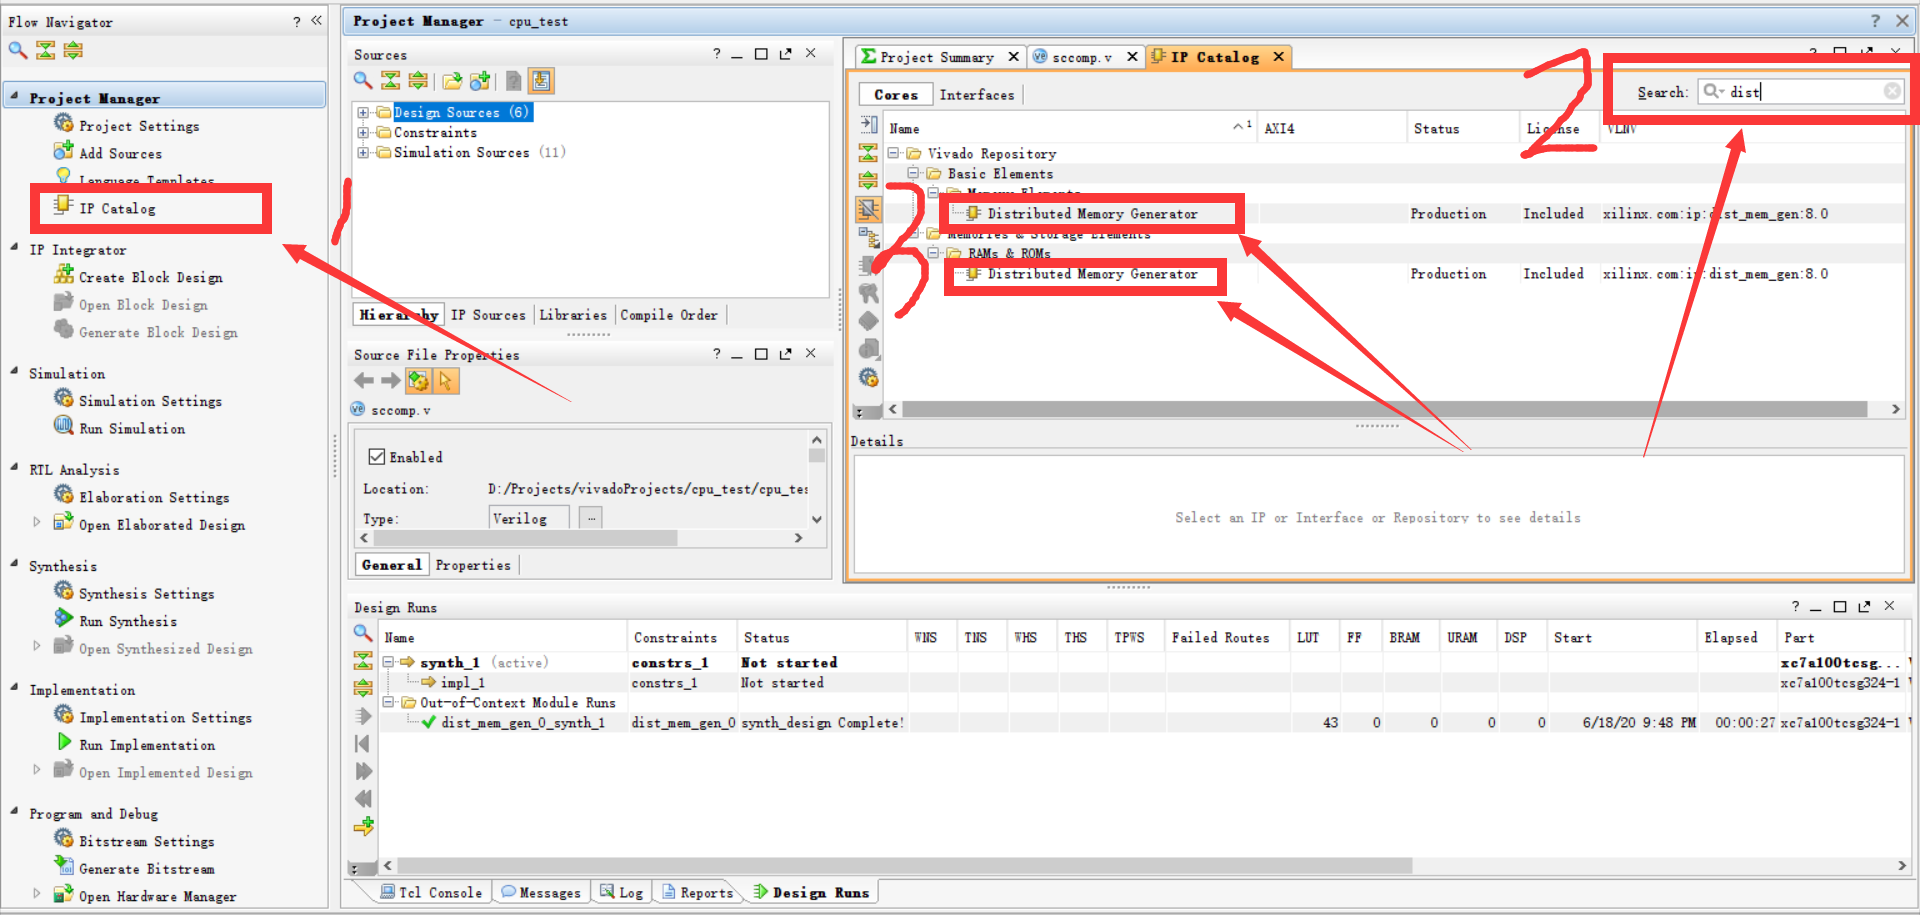 Flow Navigator
Project Manager
Project Settings
Add Sources
Language Templates
IP Catalog
IP Integrator
Create Block Design
Open Block Design
Generate Block Design
Simulation
Simulation Settings
Run Simulation
RTL Analysis
Elaboration Settings
Open Elaborated Design
Synthesis
Synthesis Settings
Run Synthesis
Open Synthesized Design
Implementation
Implementation Settings
Run Implementation
Open Implemented Design
Program and Debug
Bitstream Settings
Generate Bitstream
Open Hardware Manager
Project Manager - cpu_test
Sources
Design Sources (6)
Constraints
Simulation Sources (11)
Hierarchy IP Sources Libraries Compile Order
Source File Properties
sccomp.v
Enabled
Location: D:/Projects/vivadoProjects/cpu_test/cpu_tes
Type: Verilog ...
General Properties
Project Summary sccomp.v IP Catalog
Cores Interfaces
Search: dist
Name 1 AXI4 Status License VLNV
Vivado Repository
Basic Elements
Memory Elements
Distributed Memory Generator Production Included xilinx.com:ip:dist_mem_gen:8.0
Memories & Storage Elements
RAMs & ROMs
Distributed Memory Generator Production Included xilinx.com:ip:dist_mem_gen:8.0
1
2
3
Details
Select an IP or Interface or Repository to see details
Design Runs
Name Constraints Status WNS TNS WHS THS TPWS Failed Routes LUT FF BRAM URAM DSP Start Elapsed Part
synth_1 (active) constrs_1 Not started xc7a100tcsg...
impl_1 constrs_1 Not started xc7a100tcsg324-1
Out-of-Context Module Runs
dist_mem_gen_0_synth_1 dist_mem_gen_0 synth_design Complete! 43 0 0 0 0 6/18/20 9:48 PM 00:00:27 xc7a100tcsg324-1
Tcl Console Messages Log Reports Design Runs